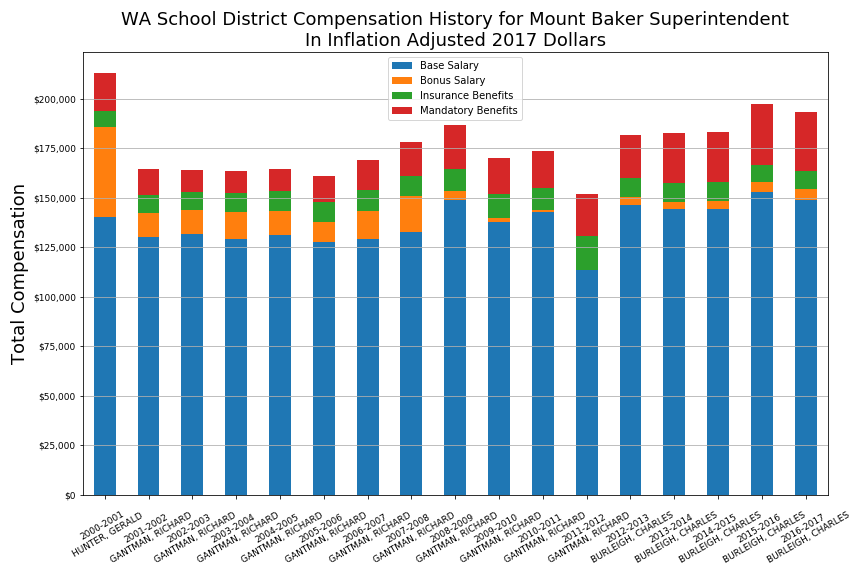 WA School District Compensation History for Mount Baker Superintendent
In Inflation Adjusted 2017 Dollars
Base Salary
Bonus Salary
Insurance Benefits
Mandatory Benefits
Total Compensation
$200,000
$175,000
$150,000
$125,000
$100,000
$75,000
$50,000
$25,000
$0
2000-2001
HUNTER, GERALD
2001-2002
GANTMAN, RICHARD
2002-2003
GANTMAN, RICHARD
2003-2004
GANTMAN, RICHARD
2004-2005
GANTMAN, RICHARD
2005-2006
GANTMAN, RICHARD
2006-2007
GANTMAN, RICHARD
2007-2008
GANTMAN, RICHARD
2008-2009
GANTMAN, RICHARD
2009-2010
GANTMAN, RICHARD
2010-2011
GANTMAN, RICHARD
2011-2012
GANTMAN, RICHARD
2012-2013
BURLEIGH, CHARLES
2013-2014
BURLEIGH, CHARLES
2014-2015
BURLEIGH, CHARLES
2015-2016
BURLEIGH, CHARLES
2016-2017
BURLEIGH, CHARLES